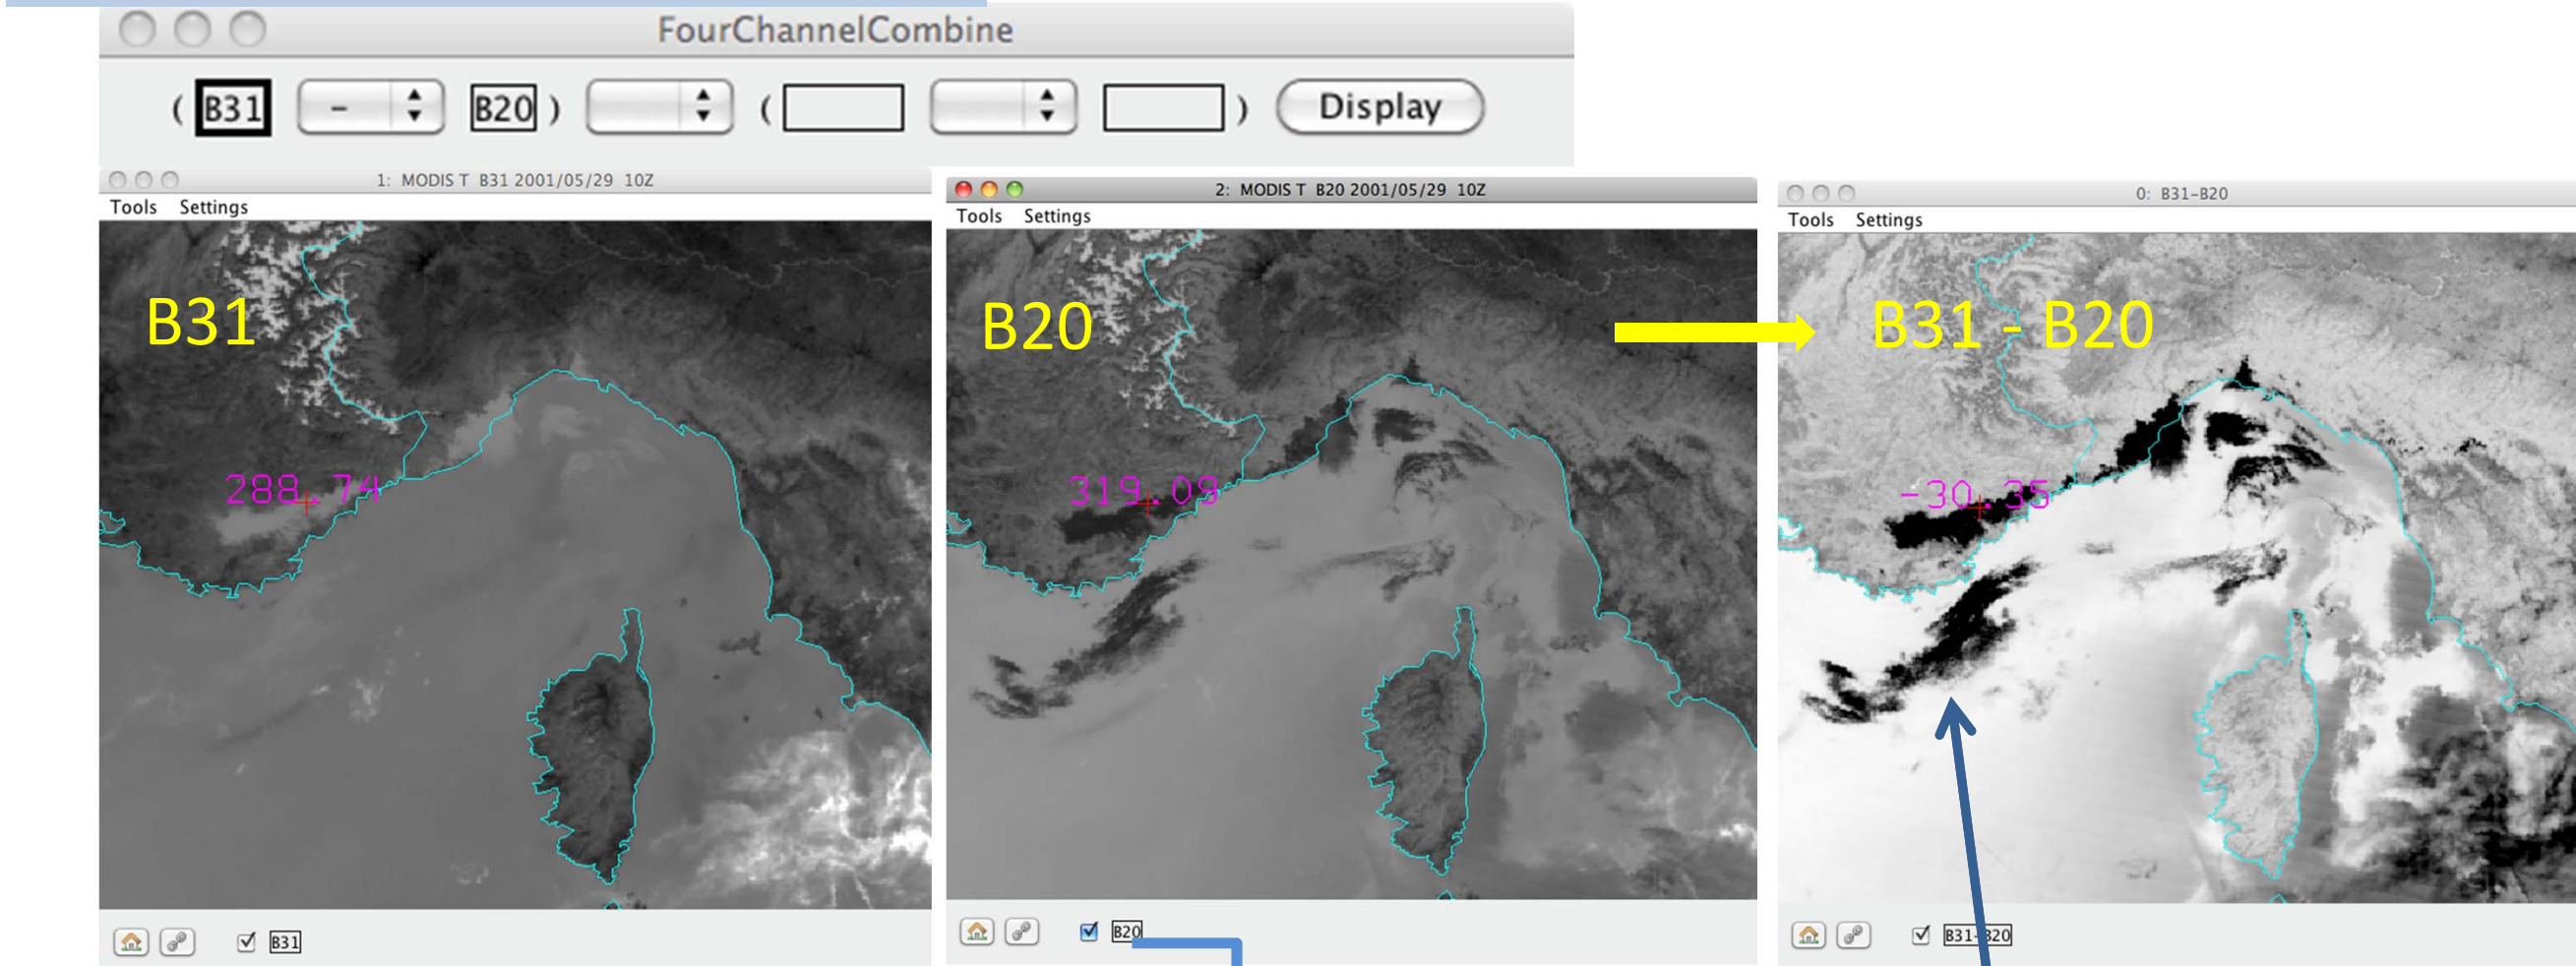 FourChannelCombine
( B31 - B20 ) ( ) Display
1: MODIS T B31 2001/05/29 10Z
Tools Settings
B31
288.74
B31
2: MODIS T B20 2001/05/29 10Z
Tools Settings
B20
319.09
B20
0: B31-B20
Tools Settings
B31 - B20
-30.35
B31-B20